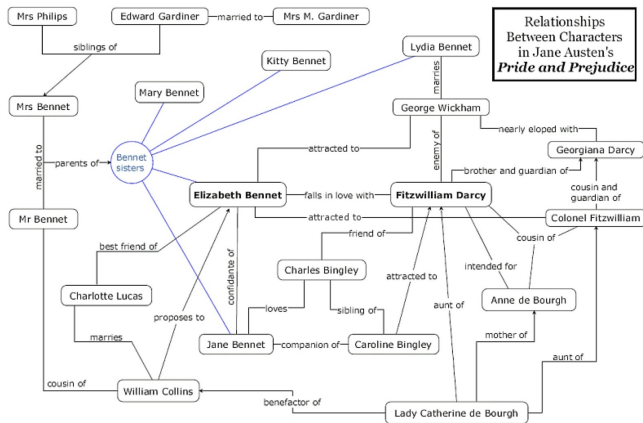 Mrs Philips
Edward Gardiner
married to
Mrs M. Gardiner
Relationships
Between Characters
in Jane Austen's
Pride and Prejudice
siblings of
Lydia Bennet
Kitty Bennet
Mary Bennet
marries
Mrs Bennet
George Wickham
nearly eloped with
attracted to
enemy of
Georgiana Darcy
married to
parents of
Bennet
sisters
brother and guardian of
Elizabeth Bennet
falls in love with
Fitzwilliam Darcy
cousin and
guardian of
Mr Bennet
attracted to
Colonel Fitzwilliam
friend of
cousin of
best friend of
confidante of
Charles Bingley
attracted to
intended for
Charlotte Lucas
proposes to
loves
sibling of
aunt of
Anne de Bourgh
marries
Jane Bennet
companion of
Caroline Bingley
mother of
aunt of
cousin of
William Collins
benefactor of
Lady Catherine de Bourgh